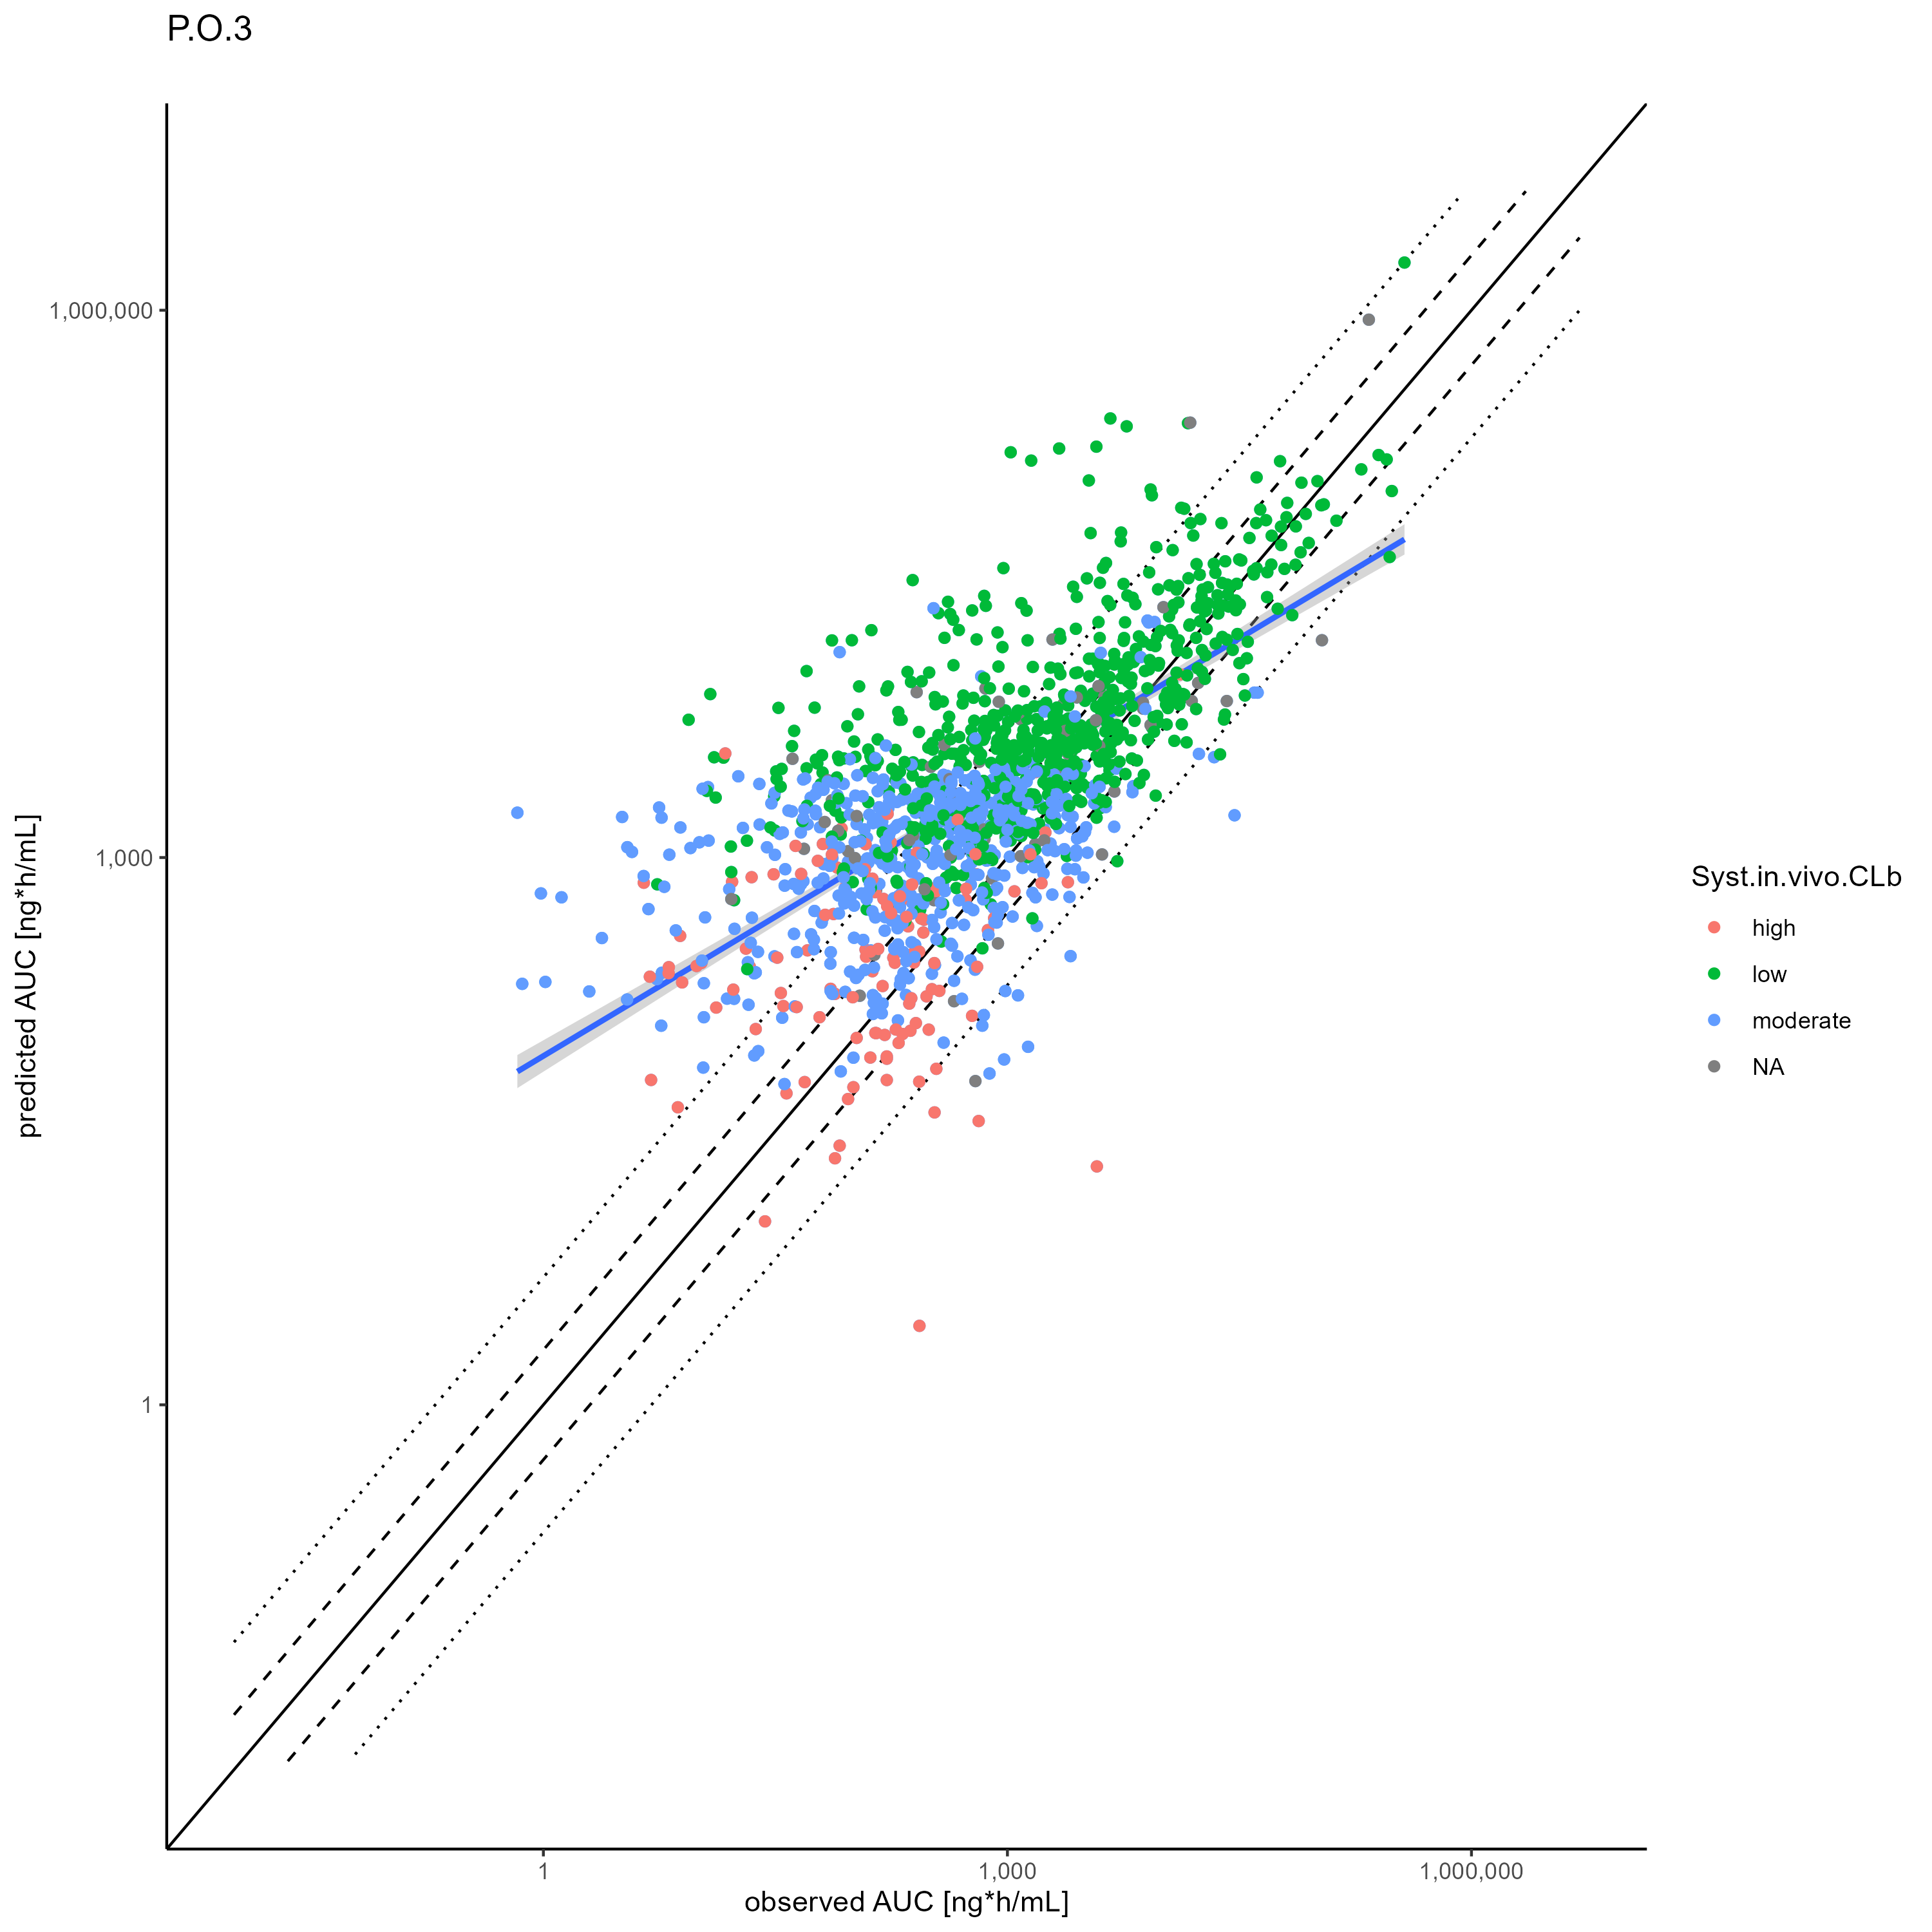 P.O.3
predicted AUC [ng*h/mL]
1,000,000
1,000
1
1
1,000
1,000,000
observed AUC [ng*h/mL]
Syst.in.vivo.CLb
high
low
moderate
NA